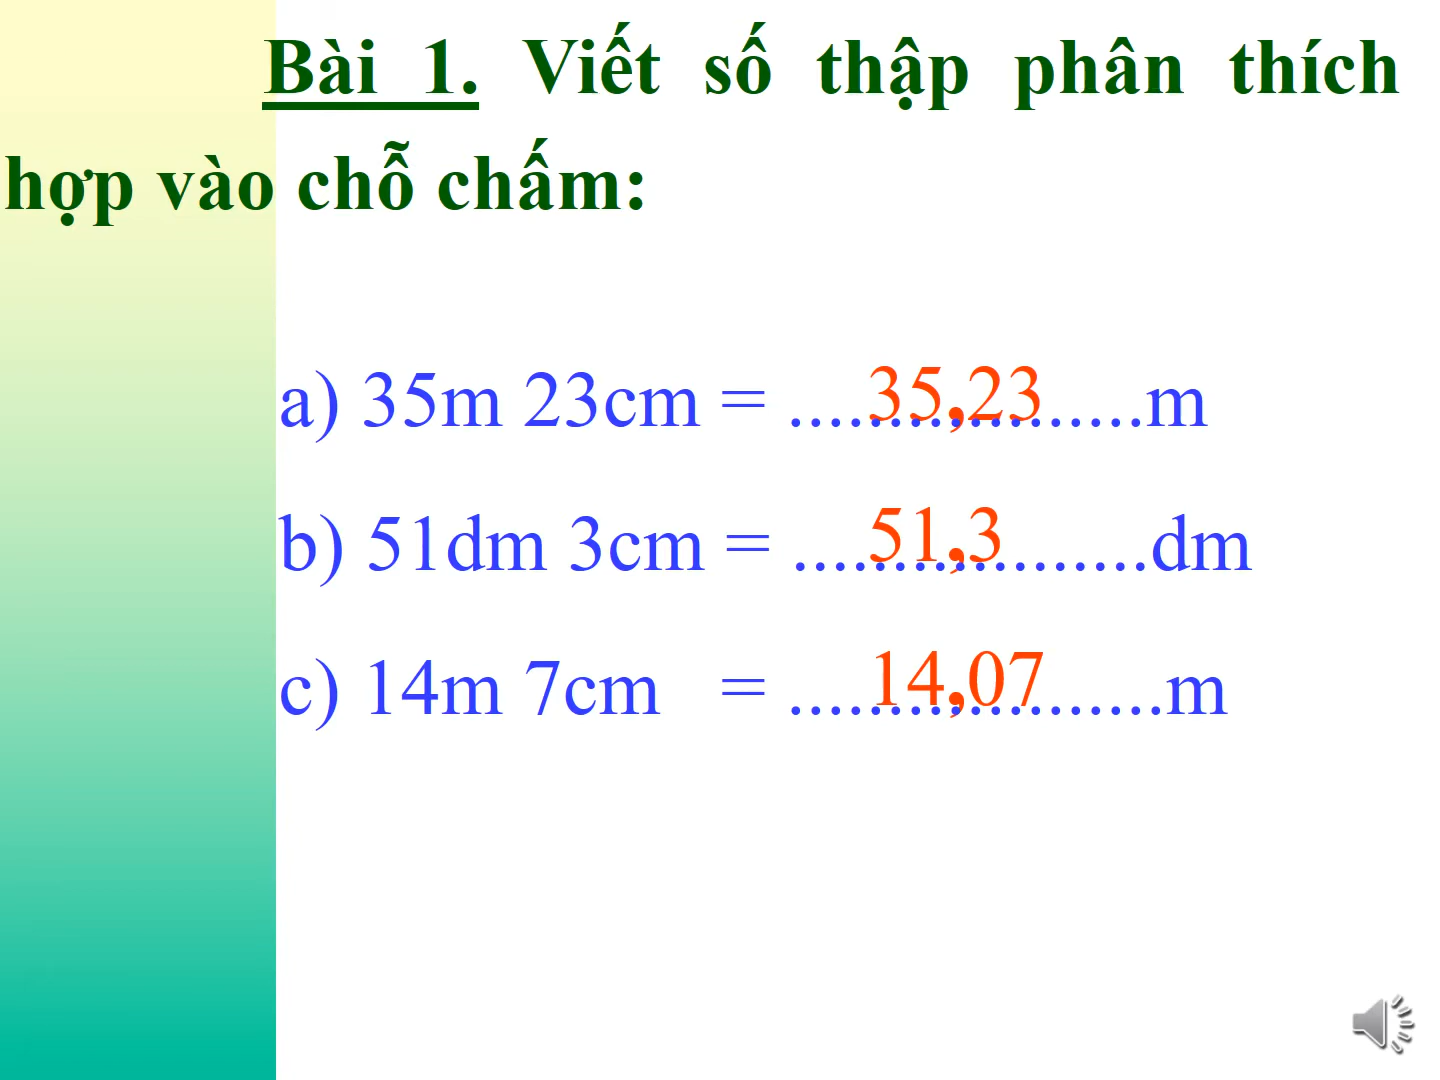 Bài 1. Viết số thập phân thích
hợp vào chỗ chấm:
a) 35m 23cm = ..................m
35,23
b) 51dm 3cm = ..................dm
51,3
c) 14m 7cm = ...................m
14,07